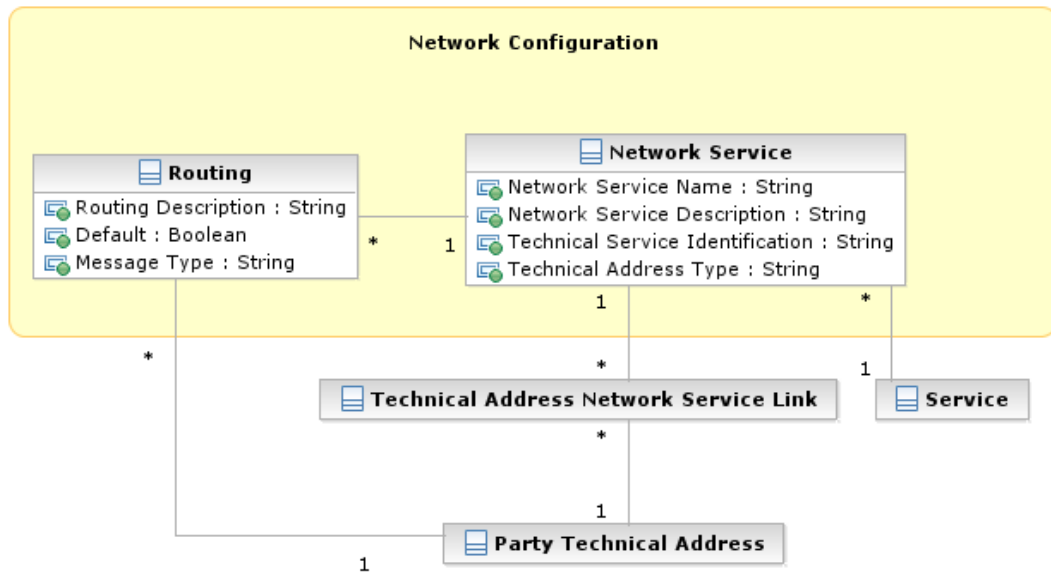 Network Configuration
Routing
Routing Description : String
Default : Boolean
Message Type : String
Network Service
Network Service Name : String
Network Service Description : String
Technical Service Identification : String
Technical Address Type : String
*
1
1
*
*
*
1
Technical Address Network Service Link
Service
*
1
1
Party Technical Address